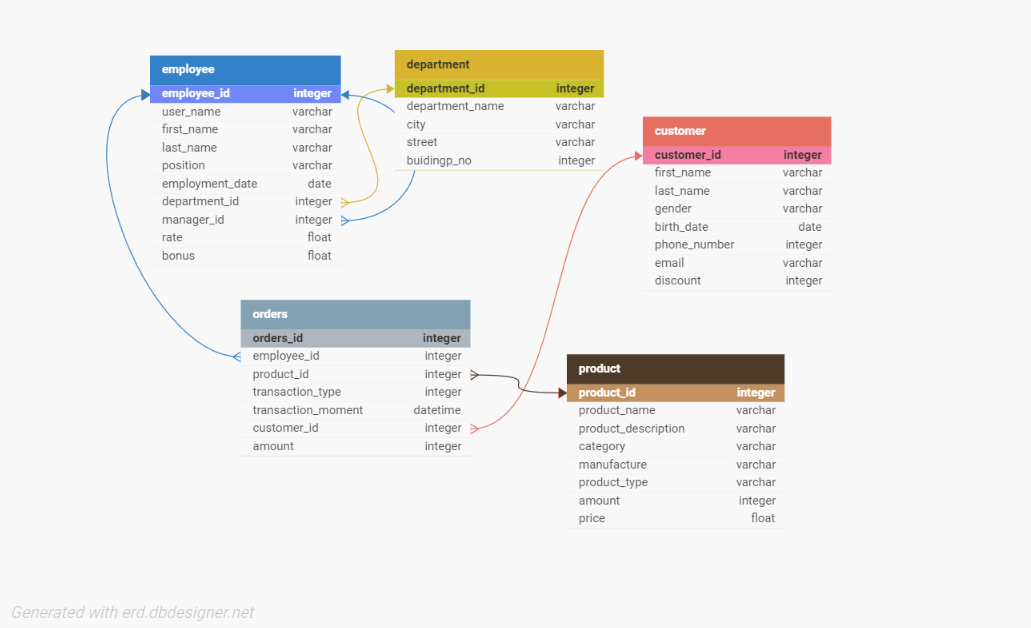 employee
employee_id integer
user_name varchar
first_name varchar
last_name varchar
position varchar
employment_date date
department_id integer
manager_id integer
rate float
bonus float
department
department_id integer
department_name varchar
city varchar
street varchar
buidingp_no integer
customer
customer_id integer
first_name varchar
last_name varchar
gender varchar
birth_date date
phone_number integer
email varchar
discount integer
orders
orders_id integer
employee_id integer
product_id integer
transaction_type integer
transaction_moment datetime
customer_id integer
amount integer
product
product_id integer
product_name varchar
product_description varchar
category varchar
manufacture varchar
product_type varchar
amount integer
price float
Generated with erd.dbdesigner.net